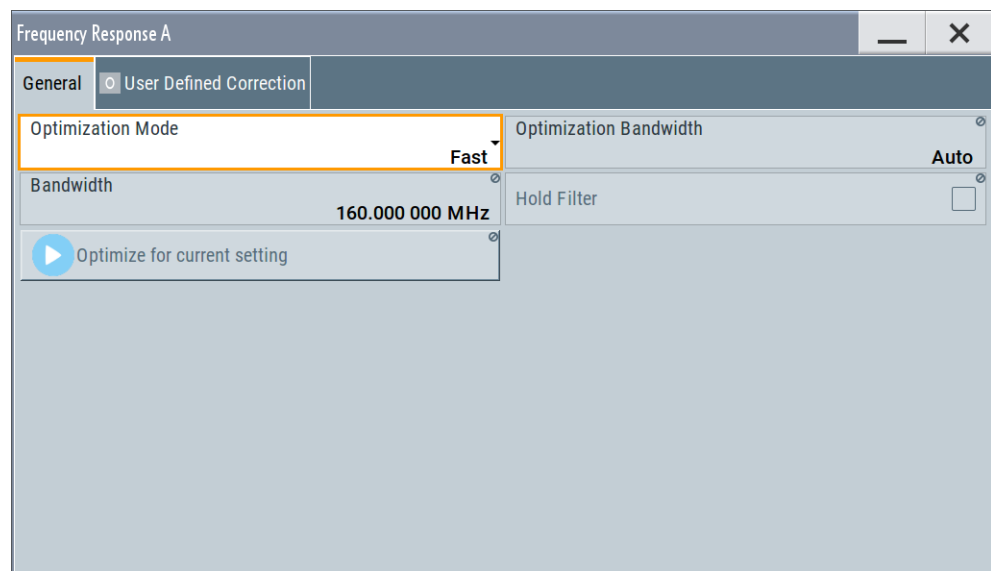 Frequency Response A
General
O User Defined Correction
Optimization Mode
Fast
Optimization Bandwidth
Auto
Bandwidth
160.000 000 MHz
Hold Filter
Optimize for current setting